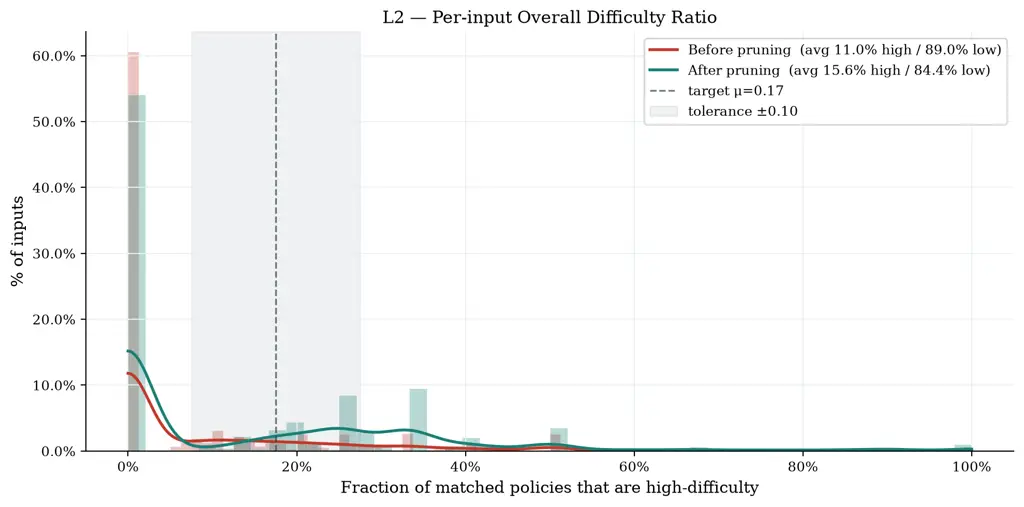 L2 — Per-input Overall Difficulty Ratio
Before pruning (avg 11.0% high / 89.0% low)
After pruning (avg 15.6% high / 84.4% low)
target μ=0.17
tolerance ±0.10
% of inputs
60.0%
50.0%
40.0%
30.0%
20.0%
10.0%
0.0%
0%
20%
40%
60%
80%
100%
Fraction of matched policies that are high-difficulty